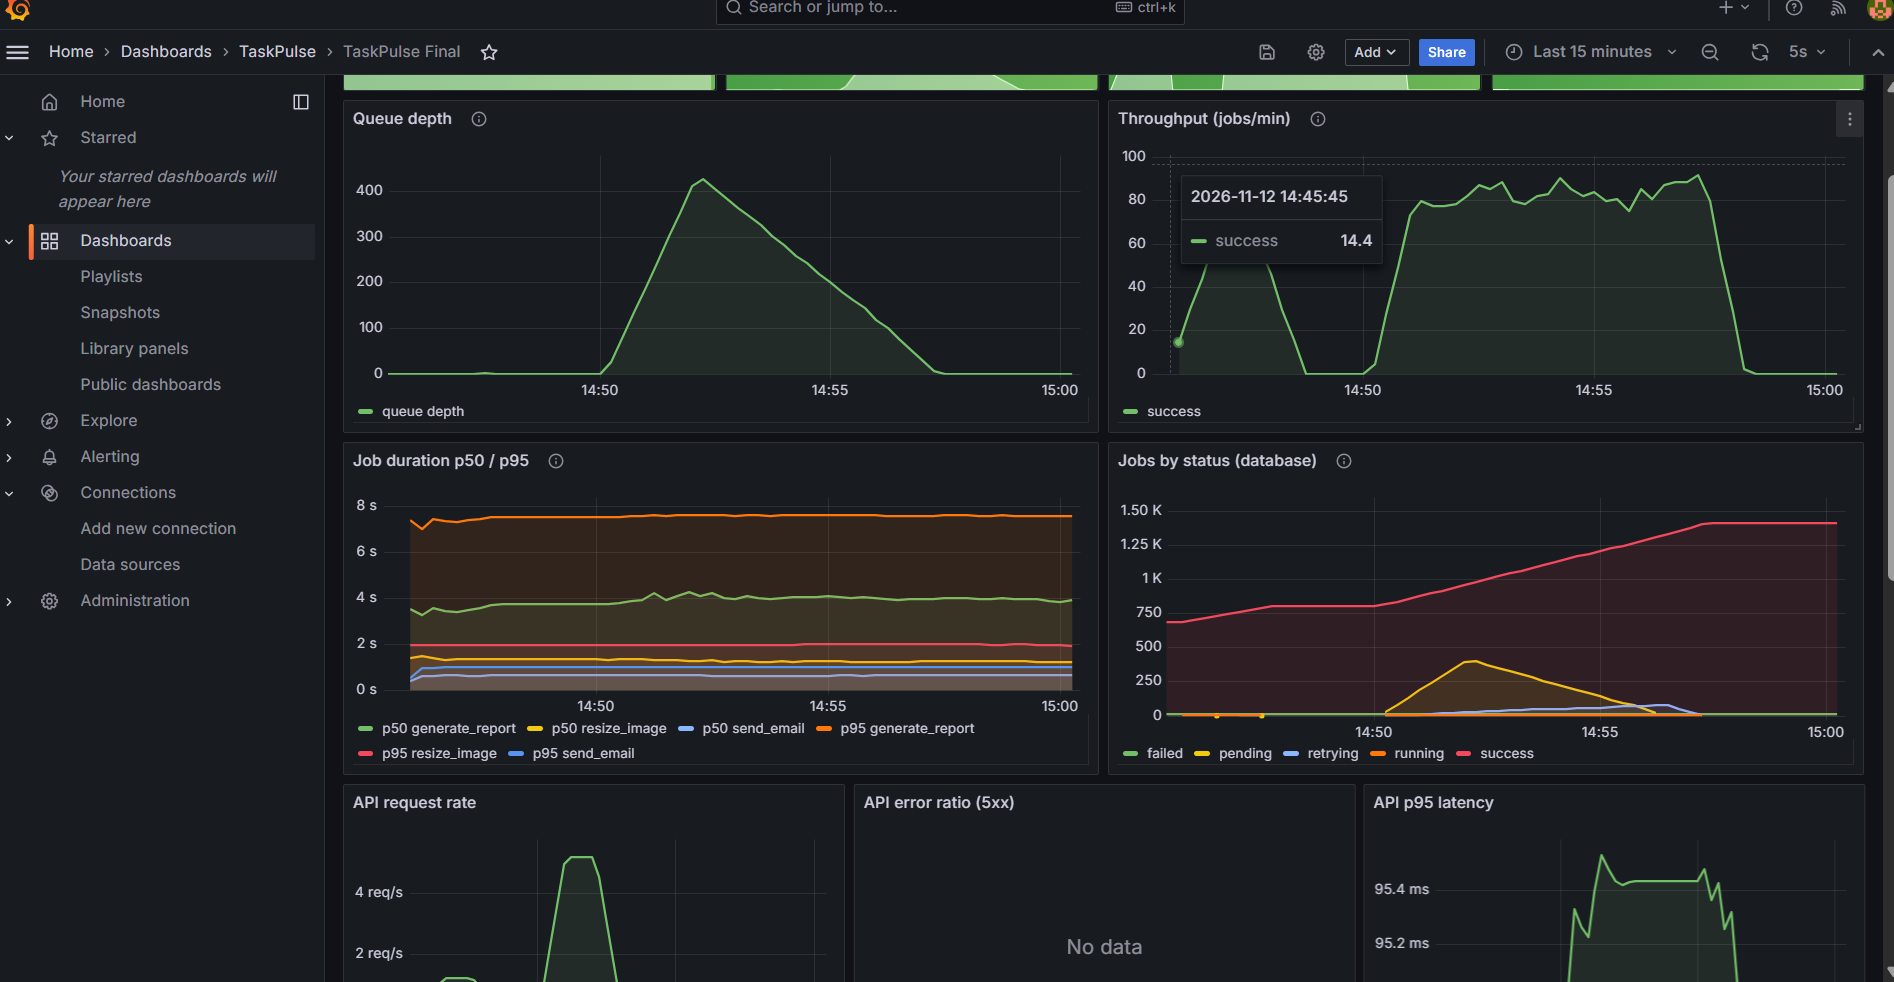 Search or jump to...
ctrl+k
Home › Dashboards › TaskPulse › TaskPulse Final
Add
Share
Last 15 minutes
5s
Home
Starred
Your starred dashboards will
appear here
Dashboards
Playlists
Snapshots
Library panels
Public dashboards
Explore
Alerting
Connections
Add new connection
Data sources
Administration
Queue depth
400
300
200
100
0
14:50 14:55 15:00
queue depth
Throughput (jobs/min)
100
80
60
40
20
0
2026-11-12 14:45:45
success 14.4
14:50 14:55 15:00
success
Job duration p50 / p95
8 s
6 s
4 s
2 s
0 s
14:50 14:55 15:00
p50 generate_report p50 resize_image p50 send_email p95 generate_report
p95 resize_image p95 send_email
Jobs by status (database)
1.50 K
1.25 K
1 K
750
500
250
0
14:50 14:55 15:00
failed pending retrying running success
API request rate
4 req/s
2 req/s
API error ratio (5xx)
No data
API p95 latency
95.4 ms
95.2 ms